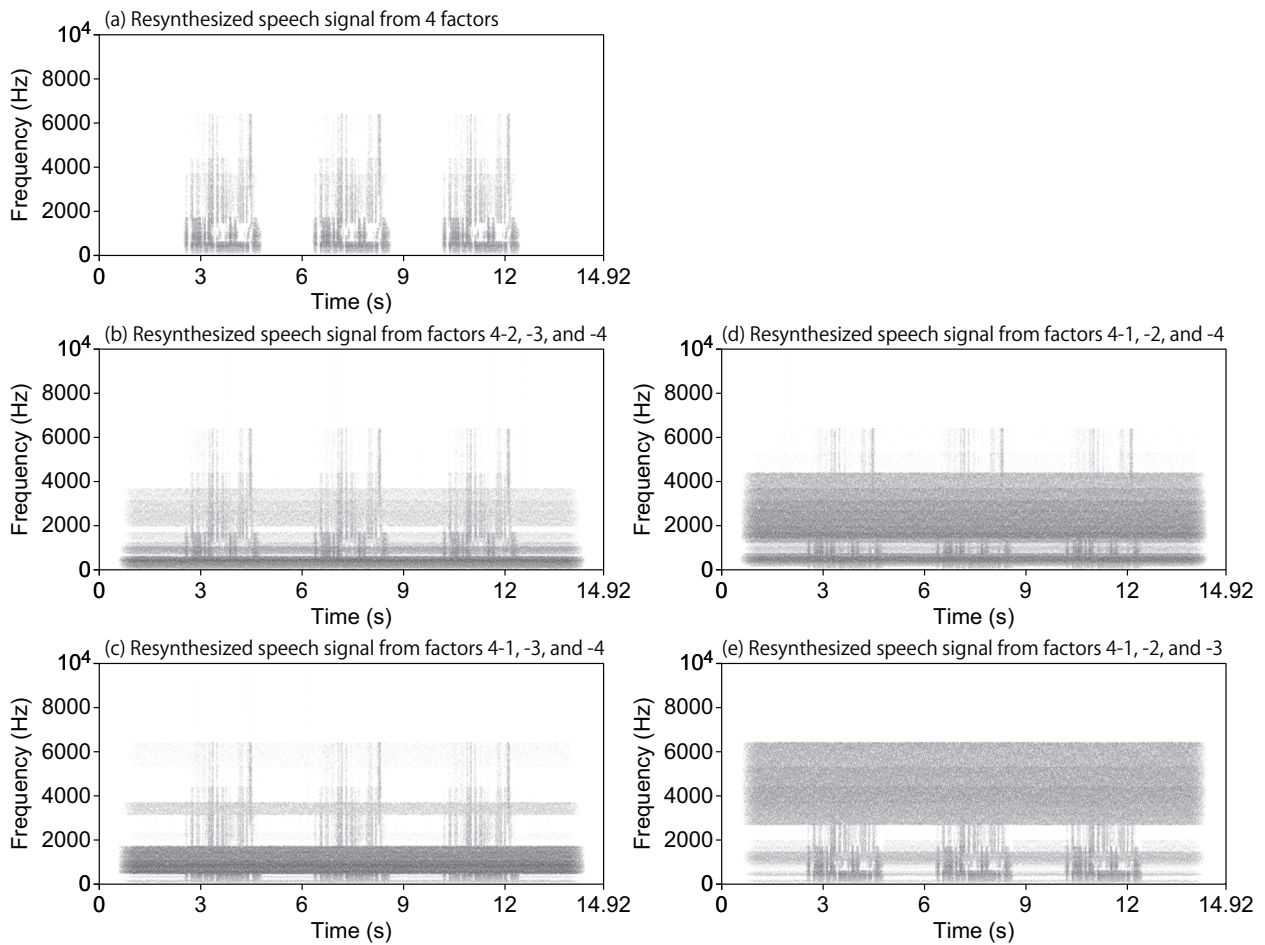 (a) Resynthesized speech signal from 4 factors
10⁴
8000
6000
4000
2000
0
Frequency (Hz)
0 3 6 9 12 14.92
Time (s)
(b) Resynthesized speech signal from factors 4-2, -3, and -4
10⁴
8000
6000
4000
2000
0
Frequency (Hz)
0 3 6 9 12 14.92
Time (s)
(d) Resynthesized speech signal from factors 4-1, -2, and -4
10⁴
8000
6000
4000
2000
0
Frequency (Hz)
0 3 6 9 12 14.92
Time (s)
(c) Resynthesized speech signal from factors 4-1, -3, and -4
10⁴
8000
6000
4000
2000
0
Frequency (Hz)
0 3 6 9 12 14.92
Time (s)
(e) Resynthesized speech signal from factors 4-1, -2, and -3
10⁴
8000
6000
4000
2000
0
Frequency (Hz)
0 3 6 9 12 14.92
Time (s)